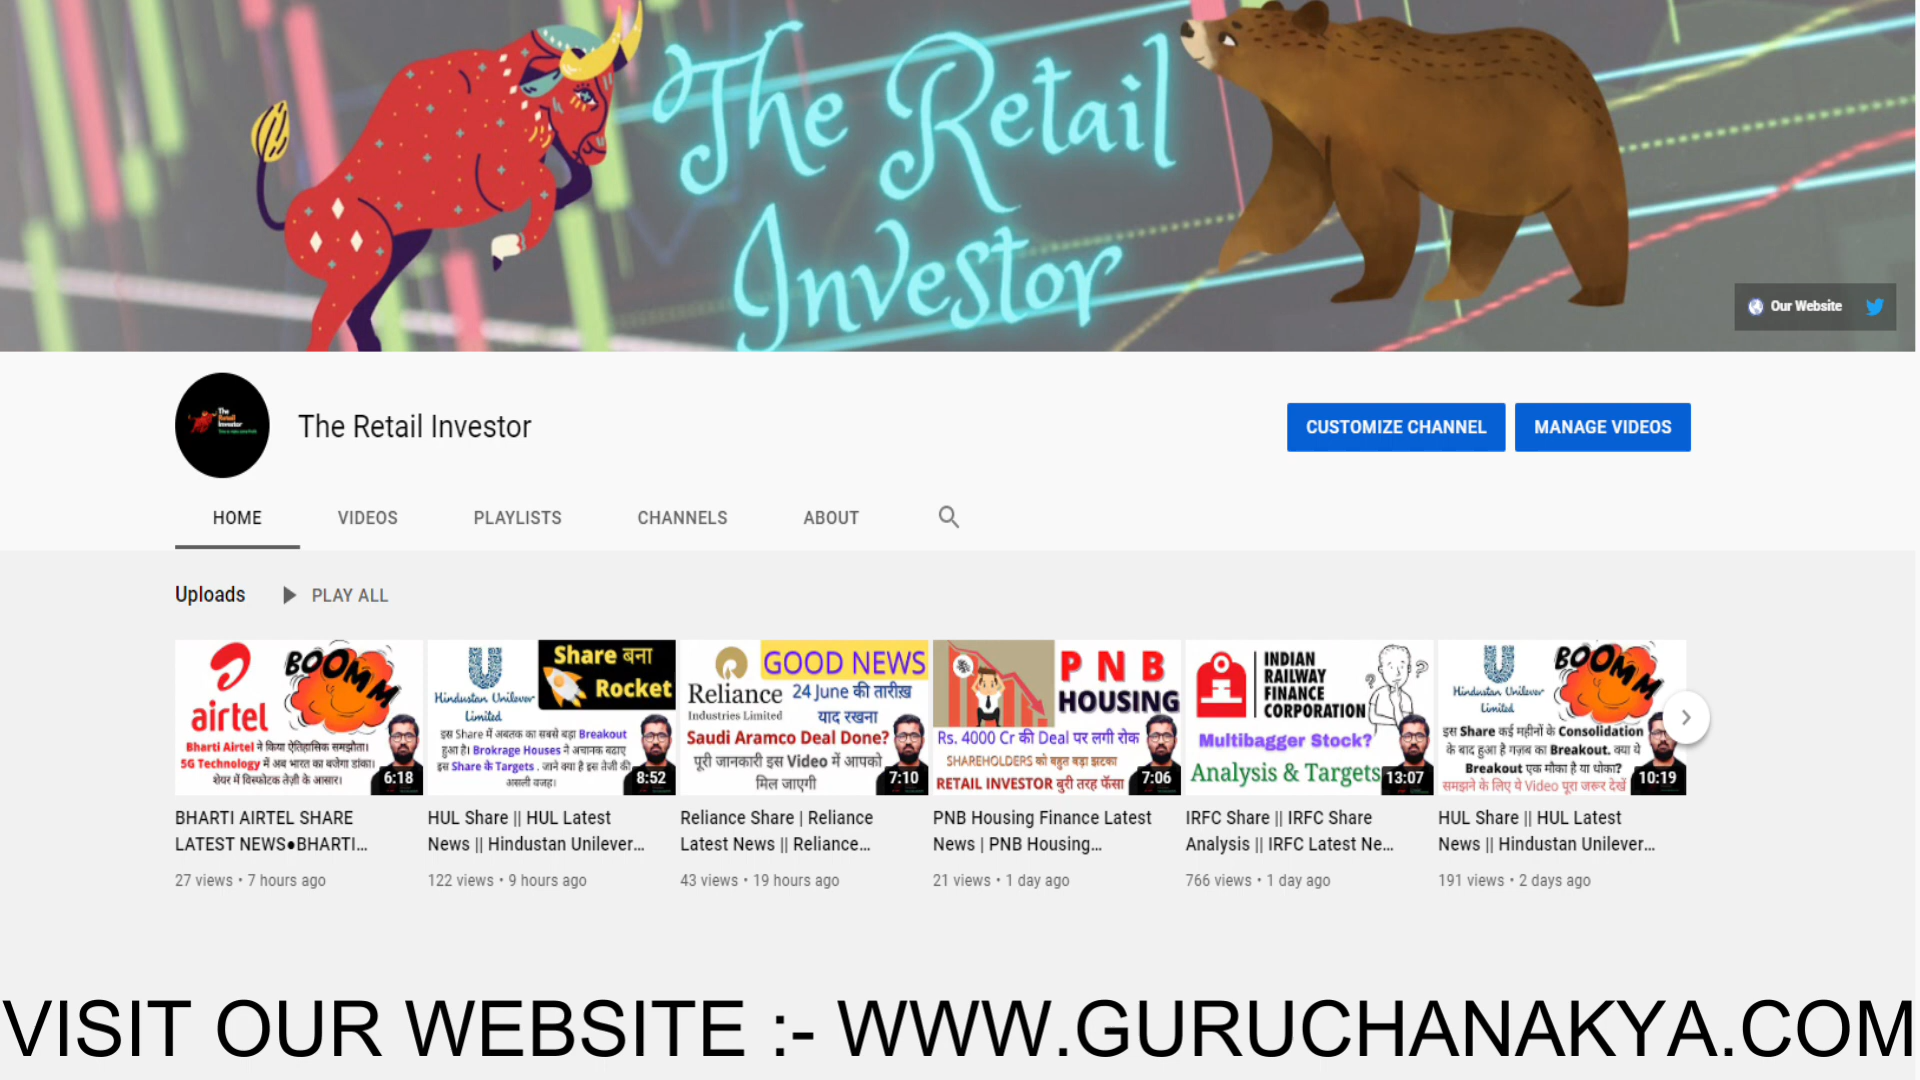 The Retail
Investor
Our Website
The Retail Investor
CUSTOMIZE CHANNEL
MANAGE VIDEOS
HOME
VIDEOS
PLAYLISTS
CHANNELS
ABOUT
Uploads
PLAY ALL
BOOMM
airtel
Bharti Airtel ने किया ऐतिहासिक समझौता।
5G Technology में अब भारत का बजेगा डांका।
शेयर में विस्फोटक तेज़ी के आसार।
6:18
BHARTI AIRTEL SHARE
LATEST NEWS●BHARTI...
27 views • 7 hours ago
Share बना
Rocket
Hindustan Unilever
Limited
इस Share में अबतक का सबसे बड़ा Breakout
हुआ है। Brokrage Houses ने अचानक बढाए
इस Share के Targets . जाने क्या है इस तेजी की
असली वजह।
8:52
HUL Share || HUL Latest
News || Hindustan Unilever...
122 views • 9 hours ago
GOOD NEWS
Reliance
Industries Limited
24 June की तारीख़
याद रखना
Saudi Aramco Deal Done?
पूरी जानकारी इस Video में आपको
मिल जाएगी
7:10
Reliance Share | Reliance
Latest News || Reliance...
43 views • 19 hours ago
PNB
HOUSING
Rs. 4000 Cr की Deal पर लगी रोक
SHAREHOLDERS को बहुत बड़ा झटका
RETAIL INVESTOR बुरी तरह फँसा
7:06
PNB Housing Finance Latest
News | PNB Housing...
21 views • 1 day ago
INDIAN
RAILWAY
FINANCE
CORPORATION
Multibagger Stock?
Analysis & Targets
13:07
IRFC Share || IRFC Share
Analysis || IRFC Latest Ne...
766 views • 1 day ago
Hindustan Unilever
Limited
BOOMM
इस Share कई महीनों के Consolidation
के बाद हुआ है गज़ब का Breakout. क्या ये
Breakout एक मौका है या धोका?
समझने के लिए ये Video पूरा जरूर देखें
10:19
HUL Share || HUL Latest
News || Hindustan Unilever...
191 views • 2 days ago
VISIT OUR WEBSITE :- WWW.GURUCHANAKYA.COM